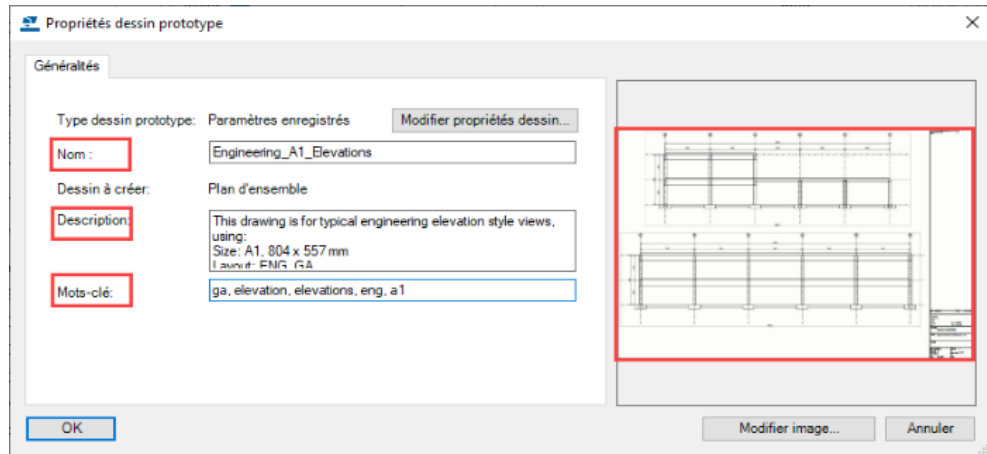 Propriétés dessin prototype
Généralités
Type dessin prototype: Paramètres enregistrés Modifier propriétés dessin...
Nom : Engineering_A1_Elevations
Dessin à créer: Plan d'ensemble
Description: This drawing is for typical engineering elevation style views,
using:
Size: A1, 804 x 557 mm
Layout: ENG_GA
Mots-clé: ga, elevation, elevations, eng, a1
OK Modifier image... Annuler